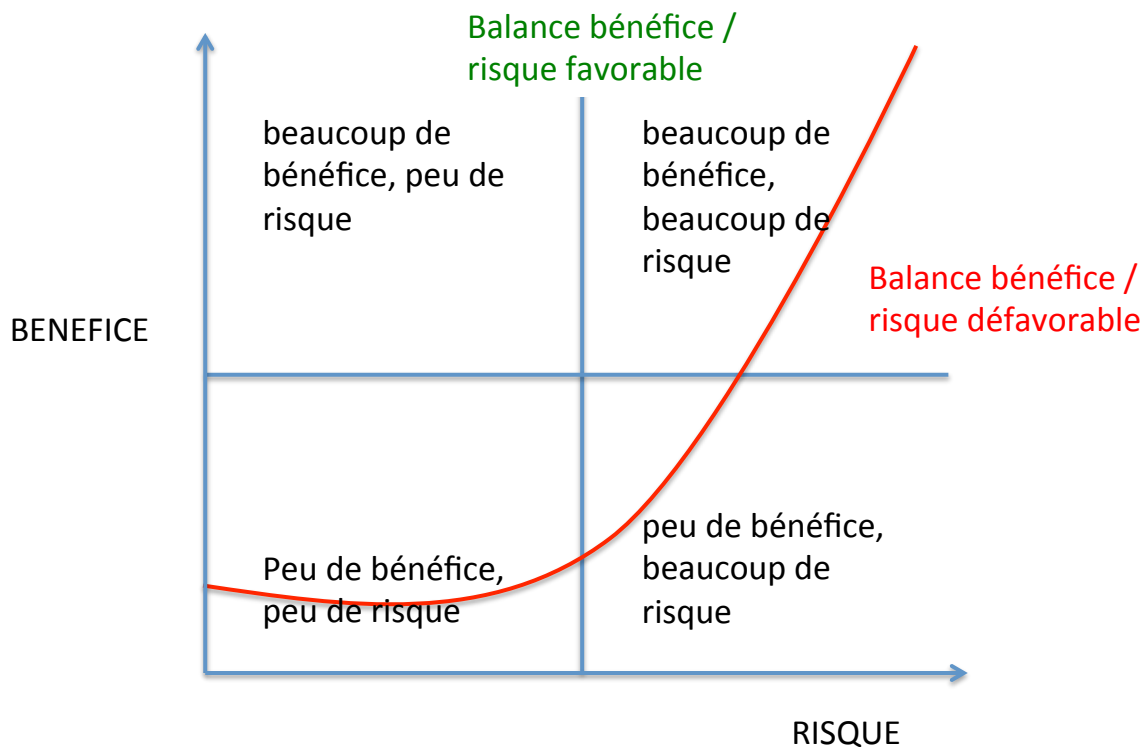 Balance bénéfice /
risque favorable
beaucoup de
bénéfice, peu de
risque
beaucoup de
bénéfice,
beaucoup de
risque
Balance bénéfice /
risque défavorable
BENEFICE
Peu de bénéfice,
peu de risque
peu de bénéfice,
beaucoup de
risque
RISQUE